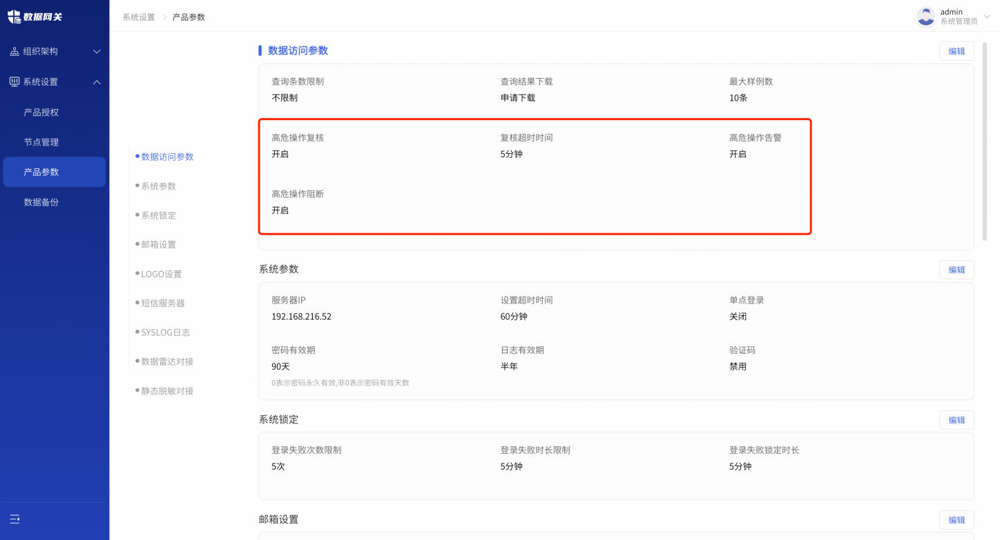 数据网关
系统设置 > 产品参数
admin
系统管理员
组织架构
系统设置
产品授权
节点管理
产品参数
数据备份
数据访问参数
系统参数
系统锁定
邮箱设置
LOGO设置
短信服务器
SYSLOG日志
数据雷达对接
静态脱敏对接
数据访问参数
编辑
查询条数限制 查询结果下载 最大样例数
不限制 申请下载 10条
高危操作复核 复核超时时间 高危操作告警
开启 5分钟 开启
高危操作阻断
开启
系统参数
编辑
服务器IP 设置超时时间 单点登录
192.168.216.52 60分钟 关闭
密码有效期 日志有效期 验证码
90天 半年 禁用
0表示密码永久有效,非0表示密码有效天数
系统锁定
编辑
登录失败次数限制 登录失败时长限制 登录失败锁定时长
5次 5分钟 5分钟
邮箱设置
编辑